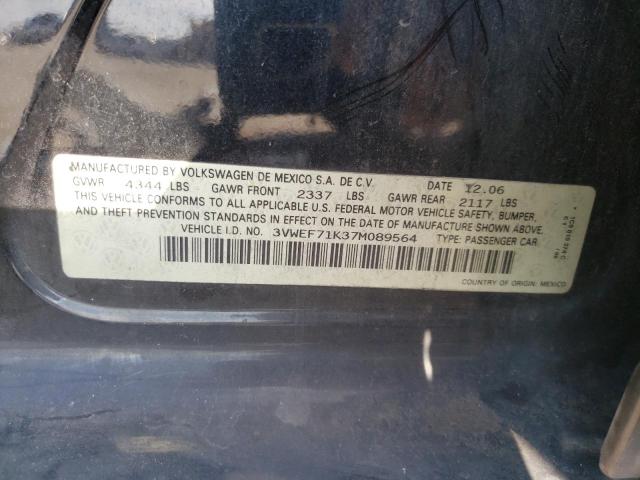 MANUFACTURED BY VOLKSWAGEN DE MEXICO S.A. DE C.V. DATE 12.06
GVWR 4344 LBS GAWR FRONT 2337 LBS GAWR REAR 2117 LBS
THIS VEHICLE CONFORMS TO ALL APPLICABLE U.S. FEDERAL MOTOR VEHICLE SAFETY, BUMPER,
AND THEFT PREVENTION STANDARDS IN EFFECT ON THE DATE OF MANUFACTURE SHOWN ABOVE.
VEHICLE I.D. NO. 3VWEF71K37M089564 TYPE: PASSENGER CAR
COUNTRY OF ORIGIN: MEXICO